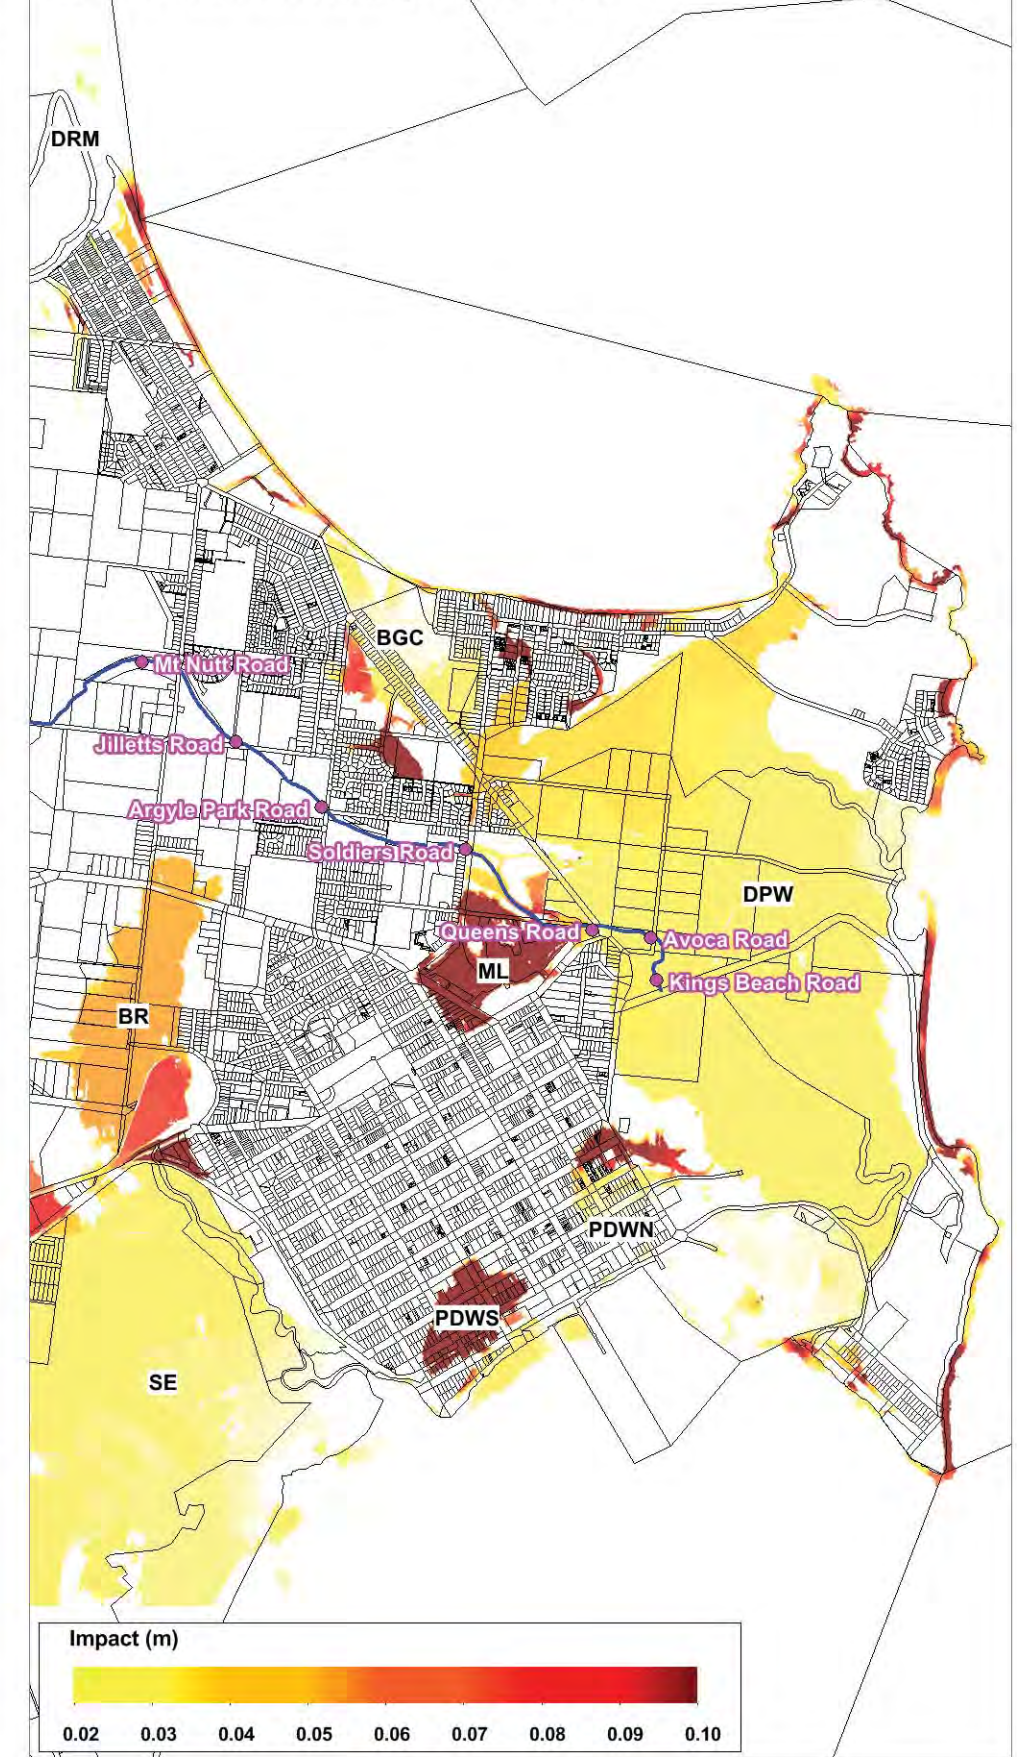 DRM
BGC
Mt Nutt Road
Jilletts Road
Argyle Park Road
Soldiers Road
DPW
Queens Road
Avoca Road
ML
Kings Beach Road
BR
PDWN
PDWS
SE
Impact (m)
0.02 0.03 0.04 0.05 0.06 0.07 0.08 0.09 0.10